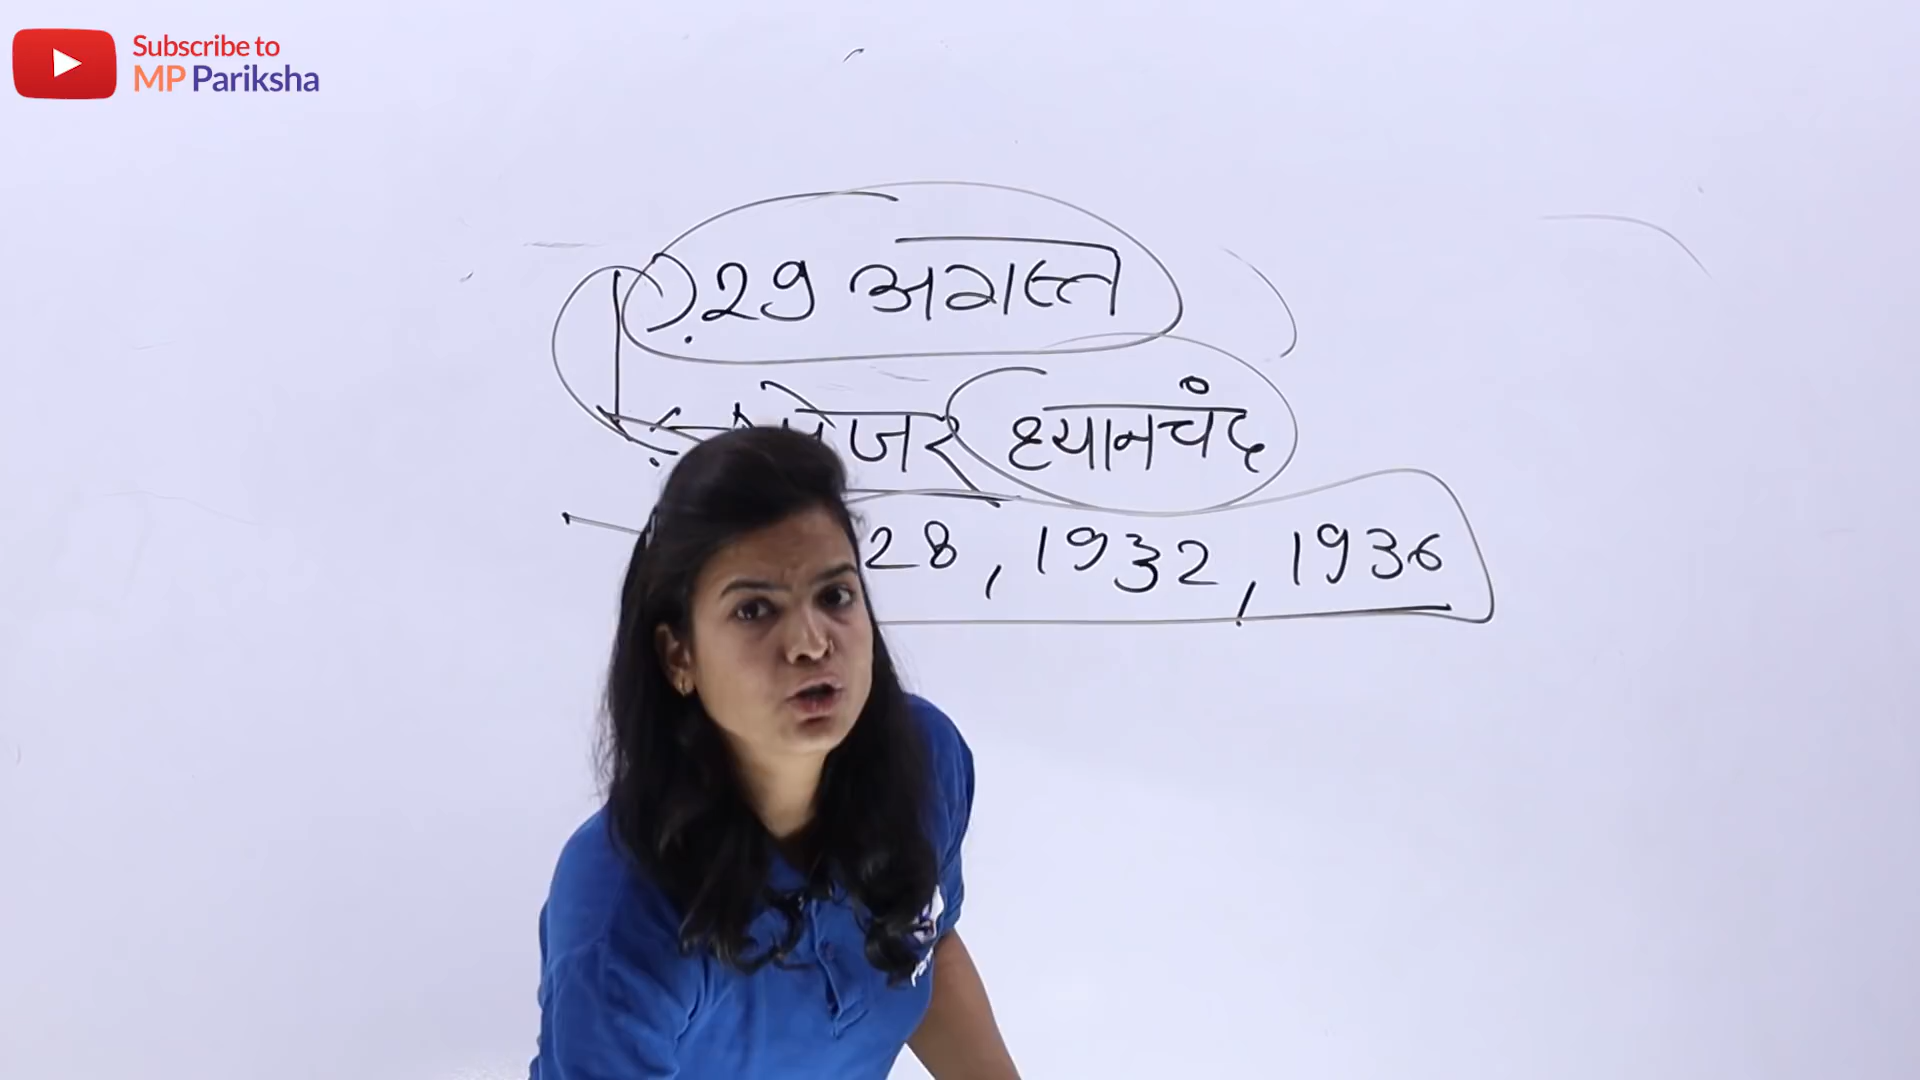 Subscribe to
MP Pariksha
29 अगस्त
मेजर ध्यानचंद
28, 1932, 1936